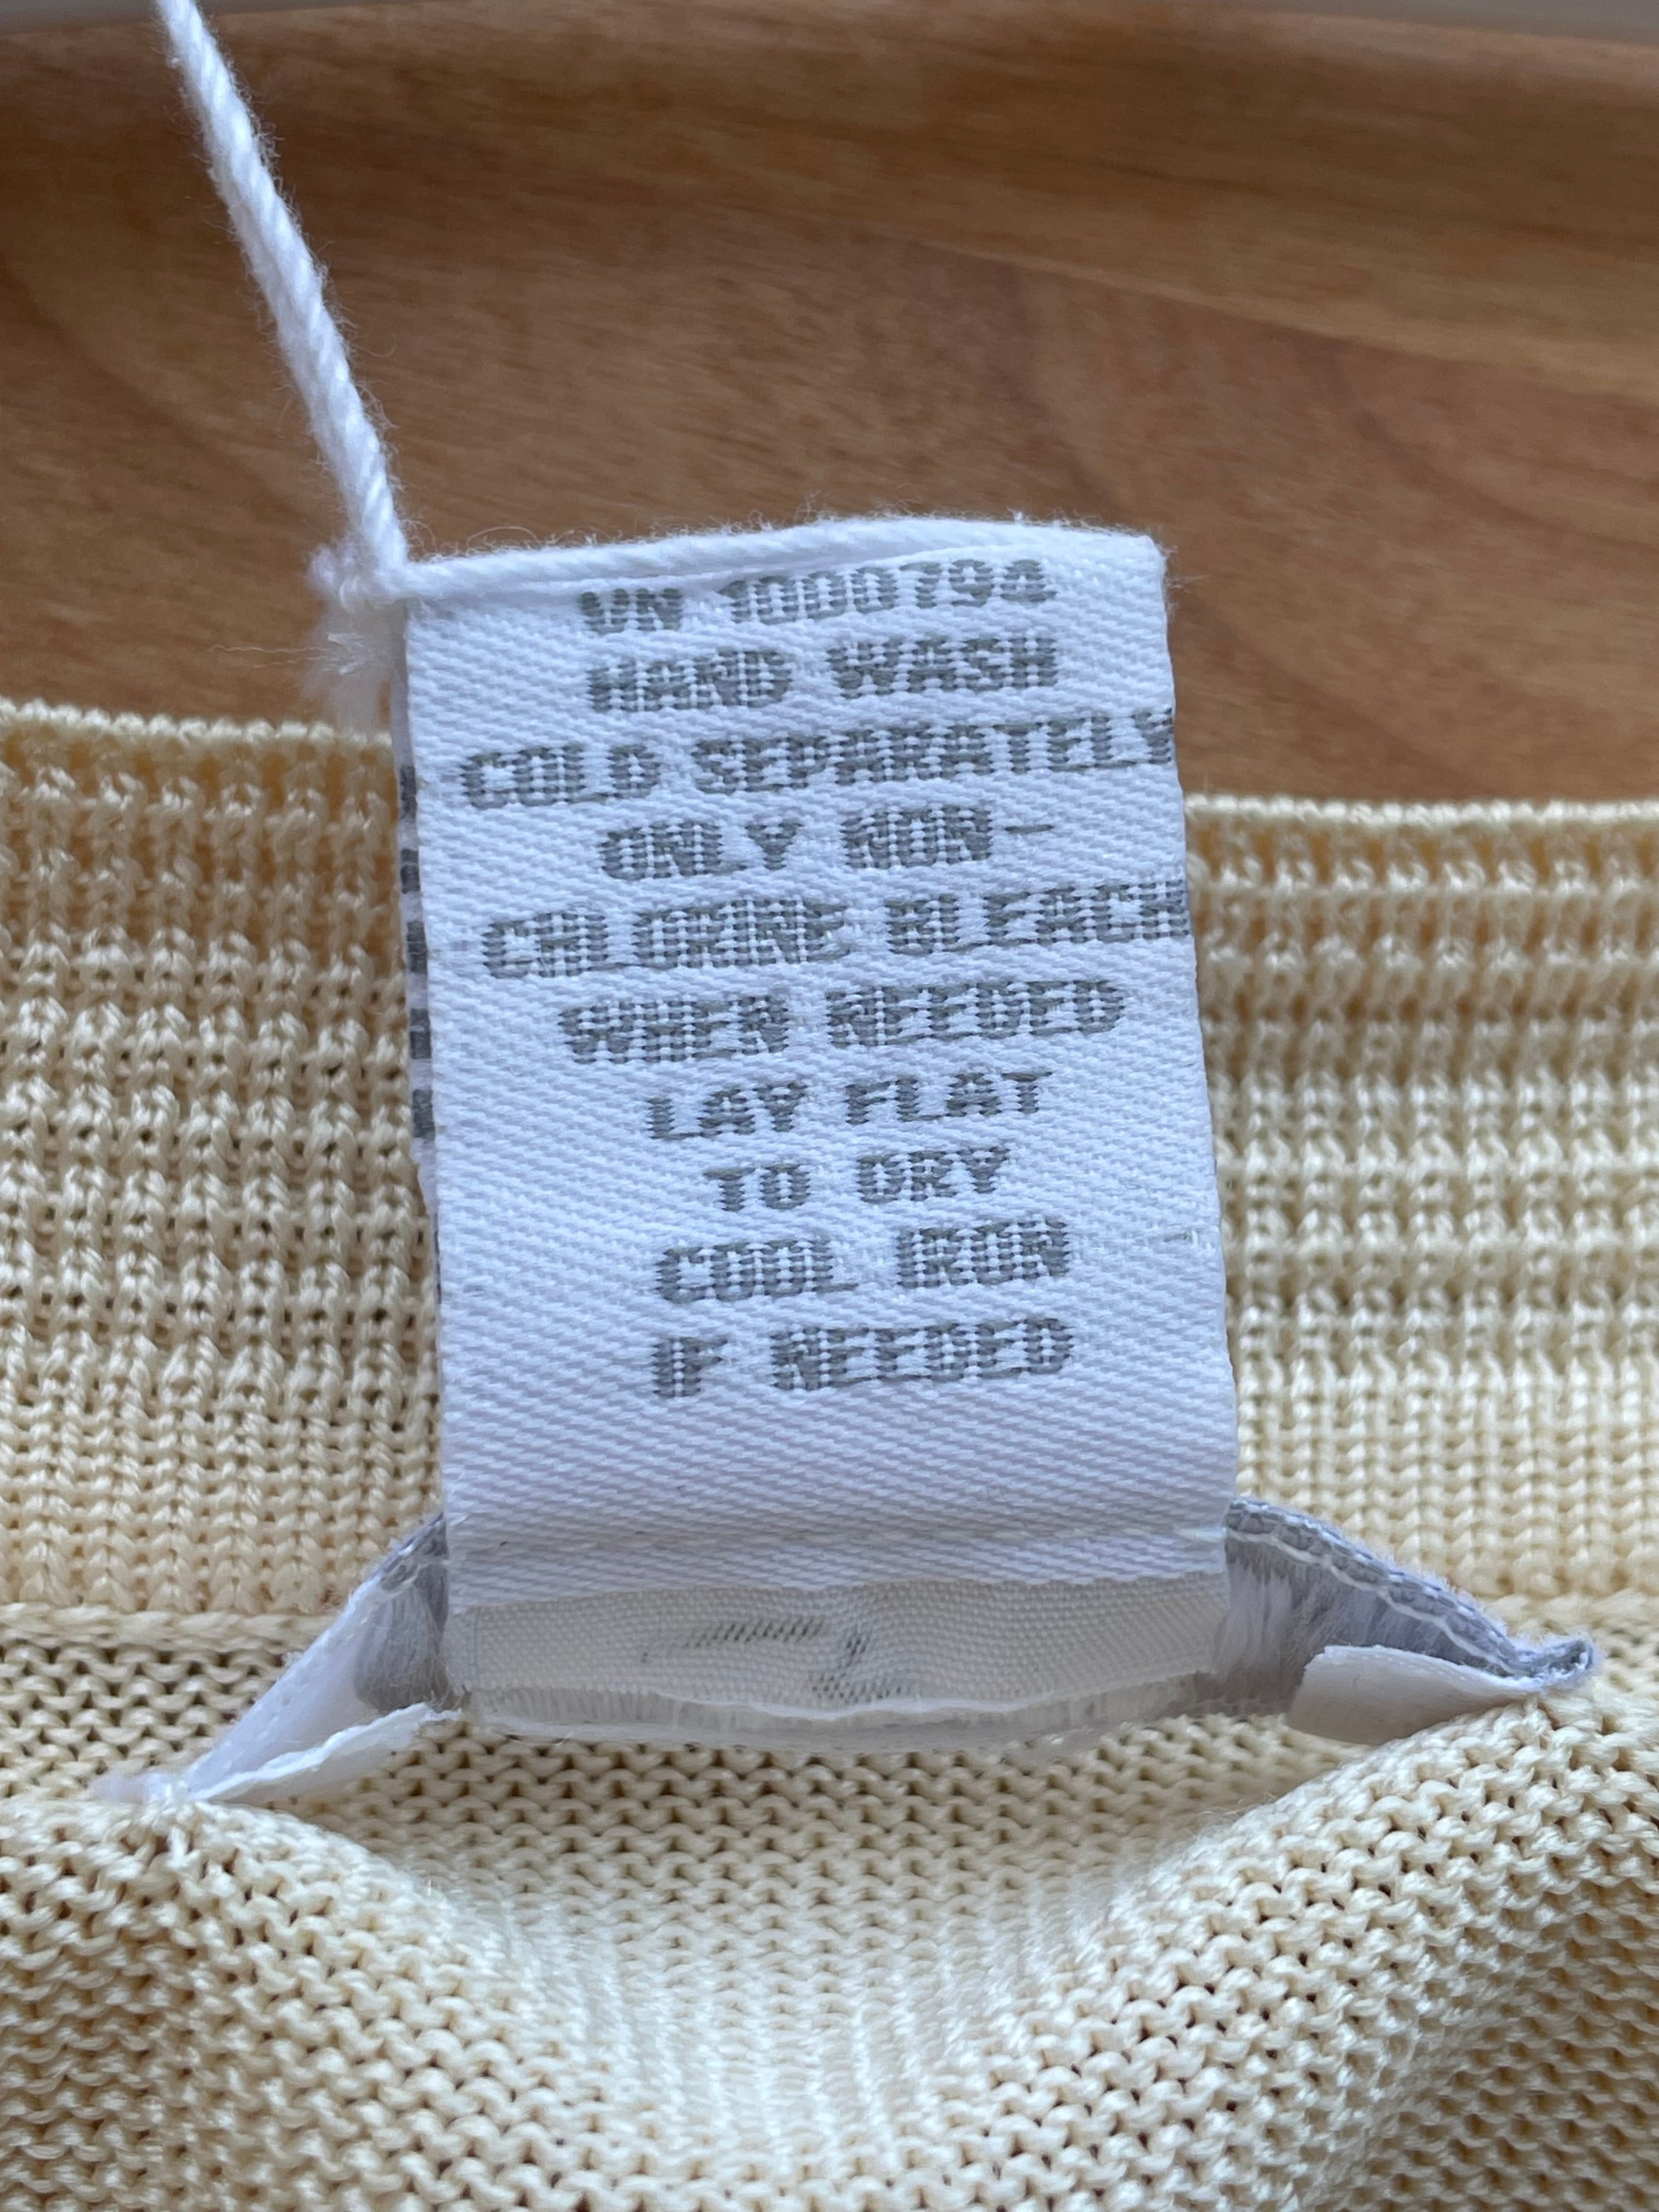 VN 1000794
HAND WASH
COLD SEPARATELY
ONLY NON-
CHLORINE BLEACH
WHEN NEEDED
LAY FLAT
TO DRY
COOL IRON
IF NEEDED